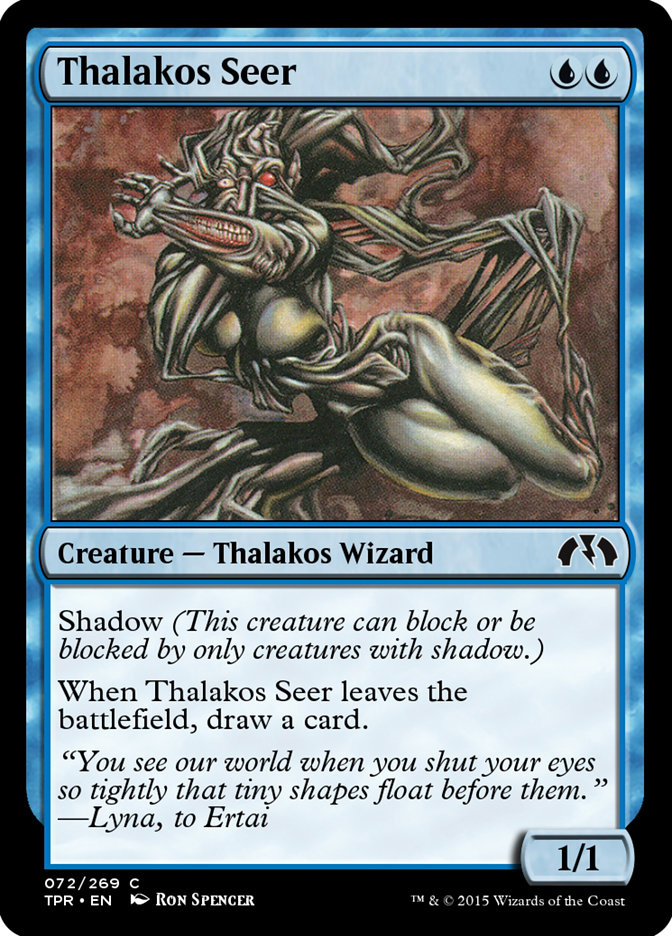 Thalakos Seer
Creature — Thalakos Wizard
Shadow (This creature can block or be
blocked by only creatures with shadow.)
When Thalakos Seer leaves the
battlefield, draw a card.
“You see our world when you shut your eyes
so tightly that tiny shapes float before them.”
—Lyna, to Ertai
1/1
072/269 C
TPR • EN Ron Spencer
™ & © 2015 Wizards of the Coast